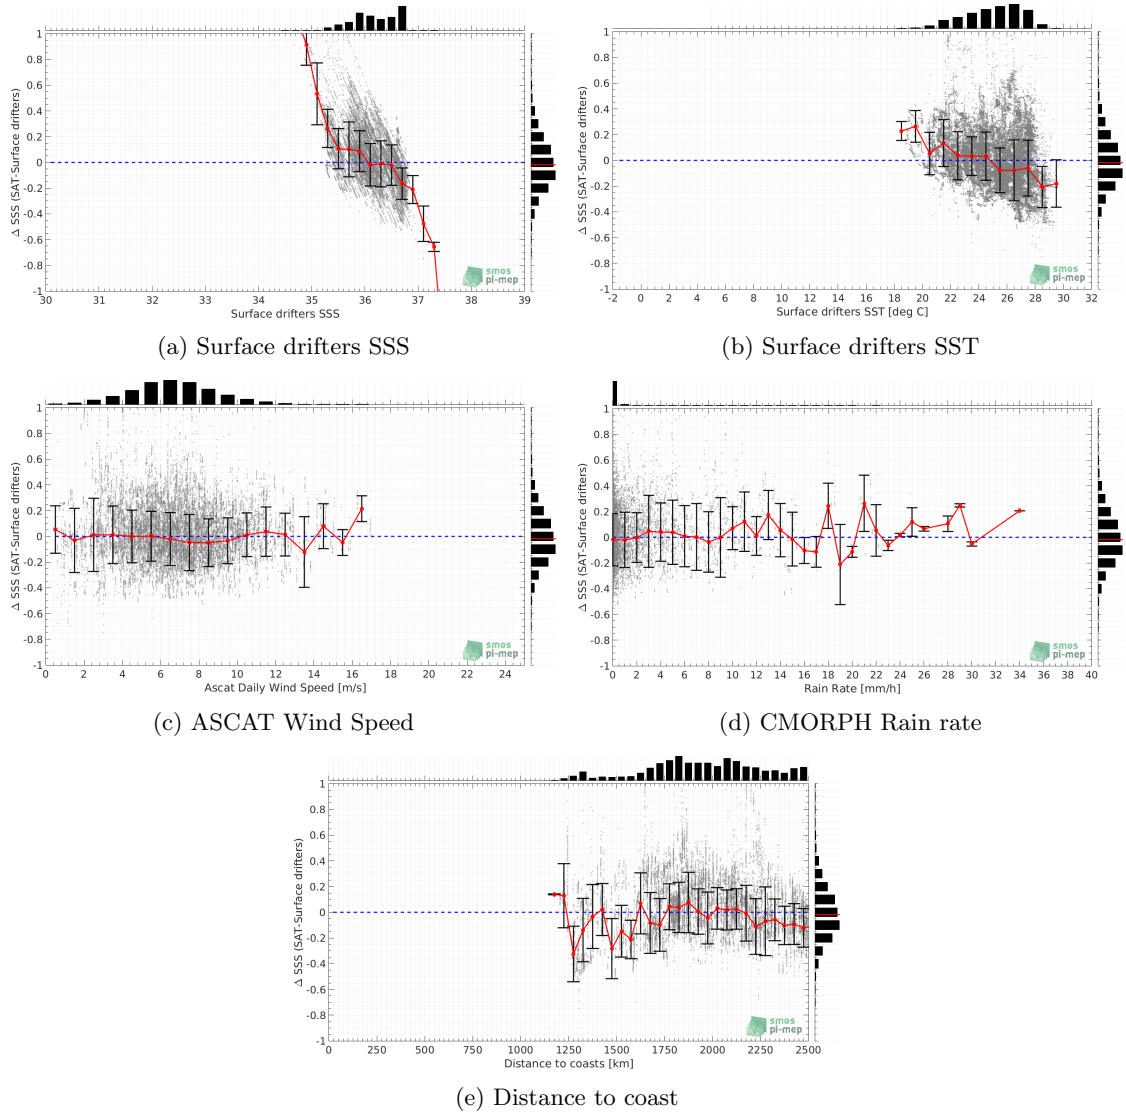 1
0.8
0.6
0.4
0.2
0
-0.2
-0.4
-0.6
-0.8
-1
Δ SSS (SAT-Surface drifters)
30 31 32 33 34 35 36 37 38 39
Surface drifters SSS
smos
pi-mep
(a) Surface drifters SSS
1
0.8
0.6
0.4
0.2
0
-0.2
-0.4
-0.6
-0.8
-1
Δ SSS (SAT-Surface drifters)
-2 0 2 4 6 8 10 12 14 16 18 20 22 24 26 28 30 32
Surface drifters SST [deg C]
smos
pi-mep
(b) Surface drifters SST
1
0.8
0.6
0.4
0.2
0
-0.2
-0.4
-0.6
-0.8
-1
Δ SSS (SAT-Surface drifters)
0 2 4 6 8 10 12 14 16 18 20 22 24
Ascat Daily Wind Speed [m/s]
smos
pi-mep
(c) ASCAT Wind Speed
1
0.8
0.6
0.4
0.2
0
-0.2
-0.4
-0.6
-0.8
-1
Δ SSS (SAT-Surface drifters)
0 2 4 6 8 10 12 14 16 18 20 22 24 26 28 30 32 34 36 38 40
Rain Rate [mm/h]
smos
pi-mep
(d) CMORPH Rain rate
1
0.8
0.6
0.4
0.2
0
-0.2
-0.4
-0.6
-0.8
-1
Δ SSS (SAT-Surface drifters)
0 250 500 750 1000 1250 1500 1750 2000 2250 2500
Distance to coasts [km]
smos
pi-mep
(e) Distance to coast